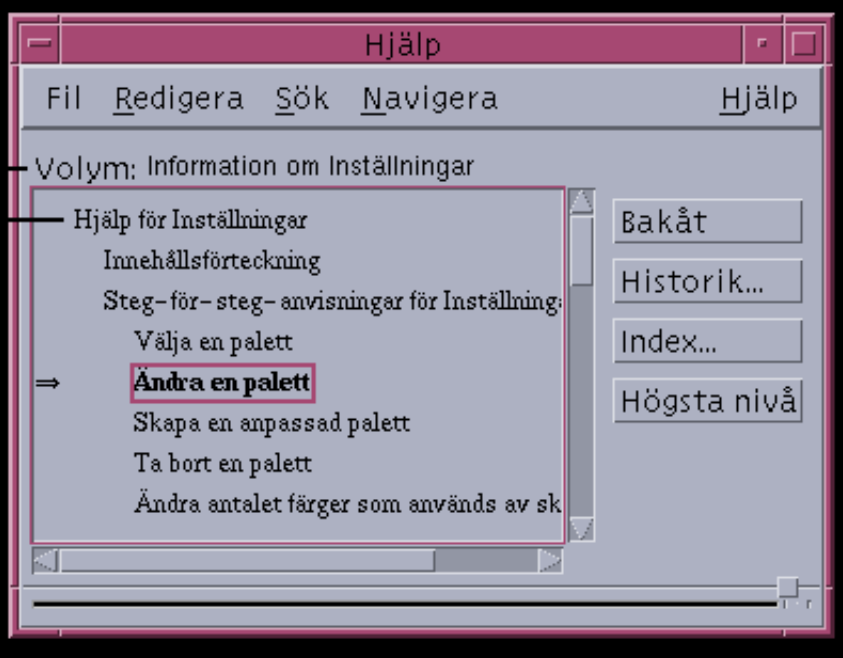 Hjälp
Fil Redigera Sök Navigera Hjälp
Volym: Information om Inställningar
Hjälp för Inställningar
Innehållsförteckning
Steg-för-steg-anvisningar för Inställning
Välja en palett
⇒ Ändra en palett
Skapa en anpassad palett
Ta bort en palett
Ändra antalet färger som används av sk
Bakåt
Historik...
Index...
Högsta nivå